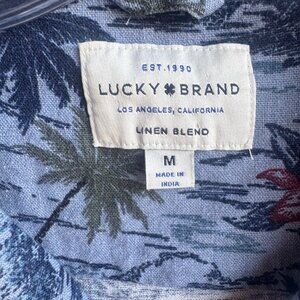 EST. 1990
LUCKY BRAND
LOS ANGELES, CALIFORNIA
LINEN BLEND
M
MADE IN
INDIA